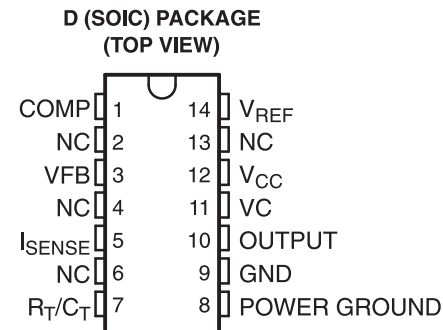 D (SOIC) PACKAGE
(TOP VIEW)
COMP 1 14 VREF
NC 2 13 NC
VFB 3 12 VCC
NC 4 11 VC
ISENSE 5 10 OUTPUT
NC 6 9 GND
RT/CT 7 8 POWER GROUND